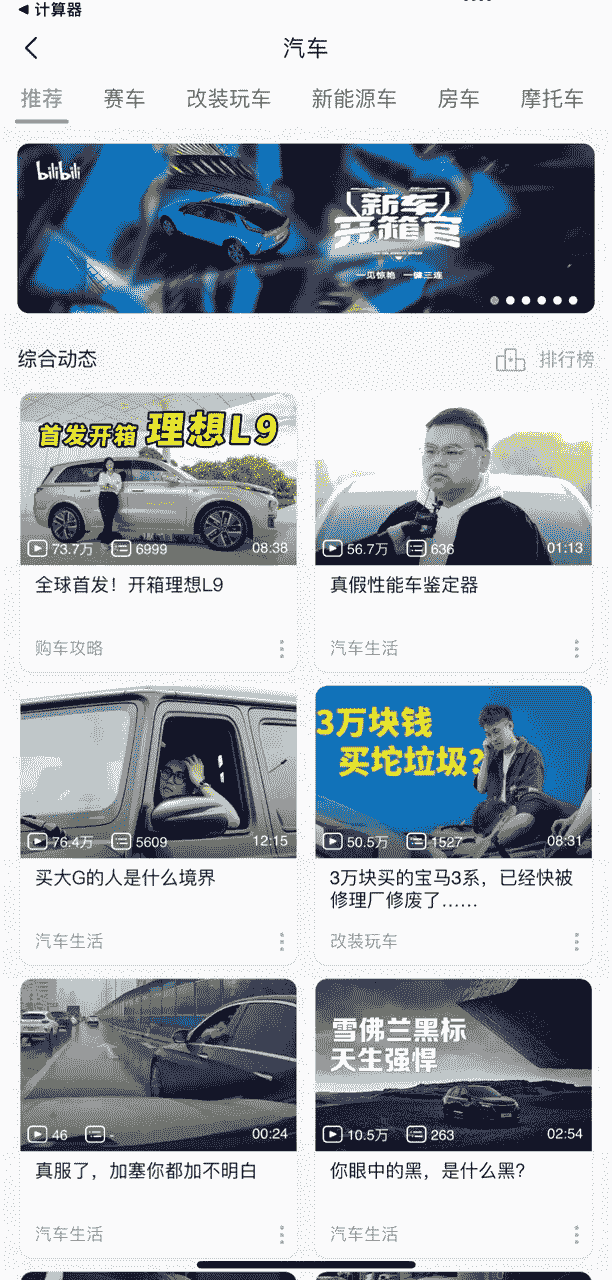 ◀ 计算器
汽车
推荐 赛车 改装玩车 新能源车 房车 摩托车
bilibili
新车
开箱官
一见惊艳 一键三连
综合动态 排行榜
首发开箱 理想L9
73.7万 6999 08:38
全球首发！开箱理想L9
购车攻略
56.7万 636 01:13
真假性能车鉴定器
汽车生活
76.4万 5609 12:15
买大G的人是什么境界
汽车生活
3万块钱
买坨垃圾?
50.5万 1527 08:31
3万块买的宝马3系，已经快被
修理厂修废了……
改装玩车
46 - 00:24
真服了，加塞你都加不明白
汽车生活
雪佛兰黑标
天生强悍
10.5万 263 02:54
你眼中的黑，是什么黑?
汽车生活